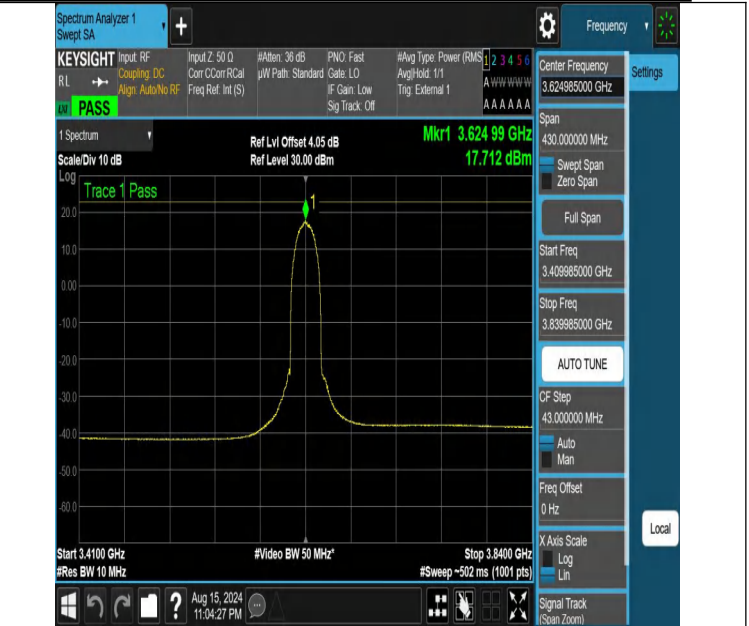 Spectrum Analyzer 1
Swept SA
+
Frequency
KEYSIGHT
RL
LXI
PASS
Input: RF
Coupling: DC
Align: Auto/No RF
Input Z: 50 Ω
Corr CCorr RCal
Freq Ref: Int (S)
#Atten: 36 dB
µW Path: Standard
PNO: Fast
Gate: LO
IF Gain: Low
Sig Track: Off
#Avg Type: Power (RMS
Avg|Hold: 1/1
Trig: External 1
1 2 3 4 5 6
A W W W W W
A A A A A A
1 Spectrum
Scale/Div 10 dB
Ref Lvl Offset 4.05 dB
Ref Level 30.00 dBm
Mkr1 3.624 99 GHz
17.712 dBm
Log
Trace 1 Pass
1
20.0
10.0
0.00
-10.0
-20.0
-30.0
-40.0
-50.0
-60.0
Start 3.4100 GHz
#Res BW 10 MHz
#Video BW 50 MHz*
Stop 3.8400 GHz
#Sweep ~502 ms (1001 pts)
Aug 15, 2024
11:04:27 PM
?
Center Frequency
3.624985000 GHz
Settings
Span
430.000000 MHz
Swept Span
Zero Span
Full Span
Start Freq
3.409985000 GHz
Stop Freq
3.839985000 GHz
AUTO TUNE
CF Step
43.000000 MHz
Auto
Man
Freq Offset
0 Hz
Local
X Axis Scale
Log
Lin
Signal Track
(Span Zoom)